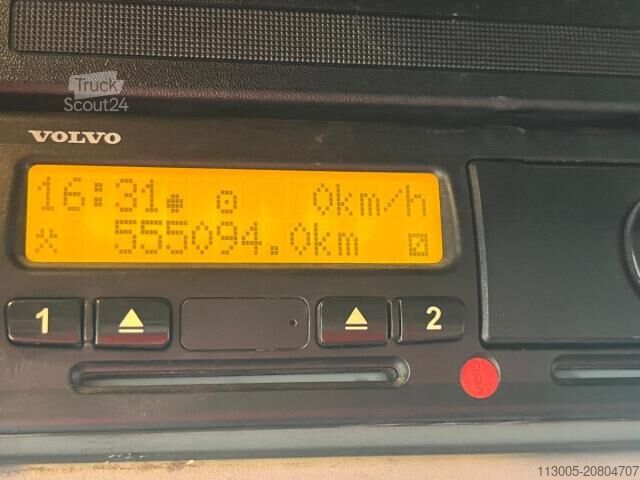 Truck
Scout24
VOLVO
16:31 0km/h
555094.0km
1 2
113005-20804707